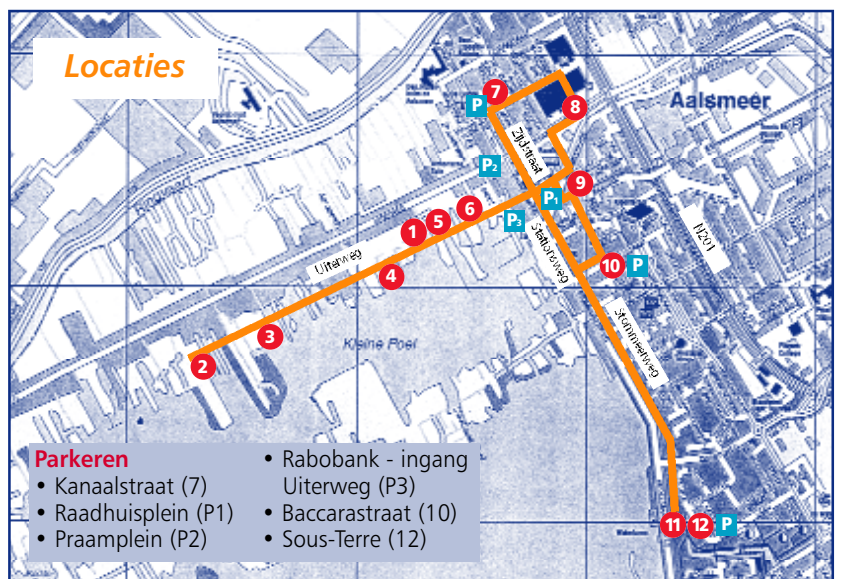 Locaties
P
7
8
Aalsmeer
Zijdstraat
P2
9
P1
6
5
1
P3
Uiterweg
4
Stationsweg
N201
10
P
3
2
Kleine Poel
Stommeerweg
Parkeren
• Kanaalstraat (7)
• Raadhuisplein (P1)
• Praamplein (P2)
• Rabobank - ingang
Uiterweg (P3)
• Baccarastraat (10)
• Sous-Terre (12)
11
12
P